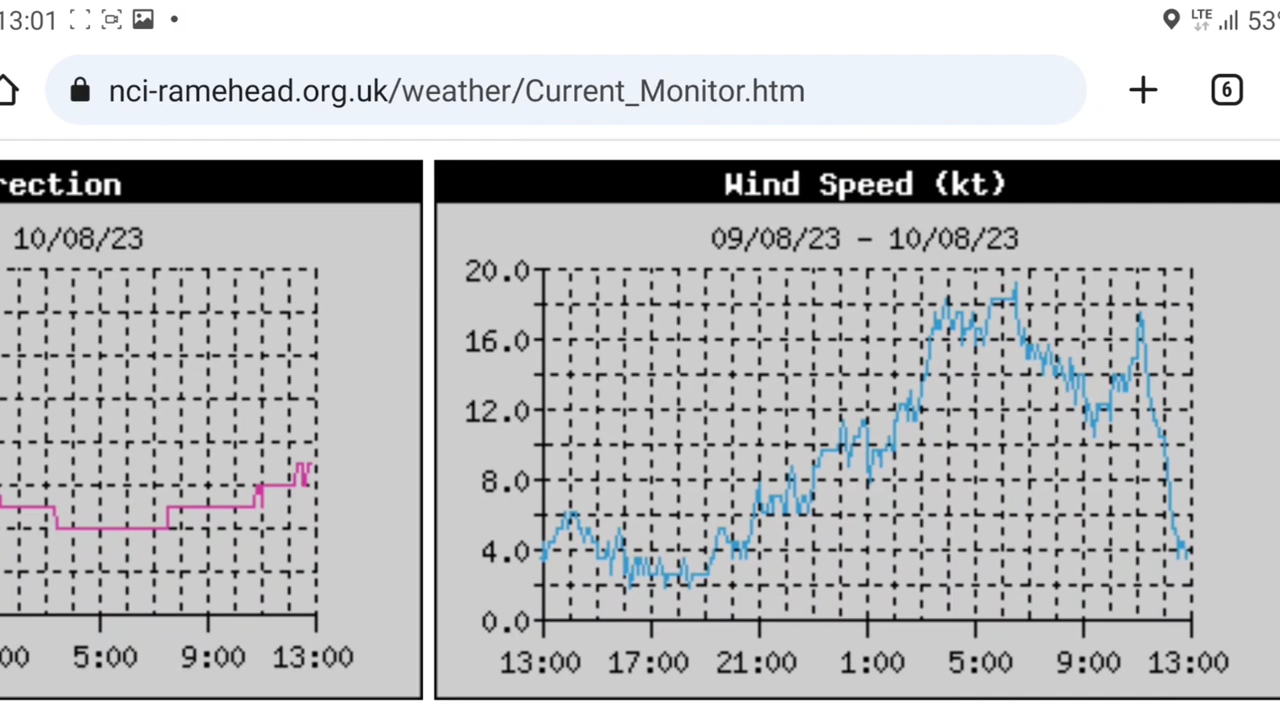 13:01
LTE
53%
nci-ramehead.org.uk/weather/Current_Monitor.htm
6
rection
10/08/23
00 5:00 9:00 13:00
Wind Speed (kt)
09/08/23 - 10/08/23
20.0
16.0
12.0
8.0
4.0
0.0
13:00 17:00 21:00 1:00 5:00 9:00 13:00